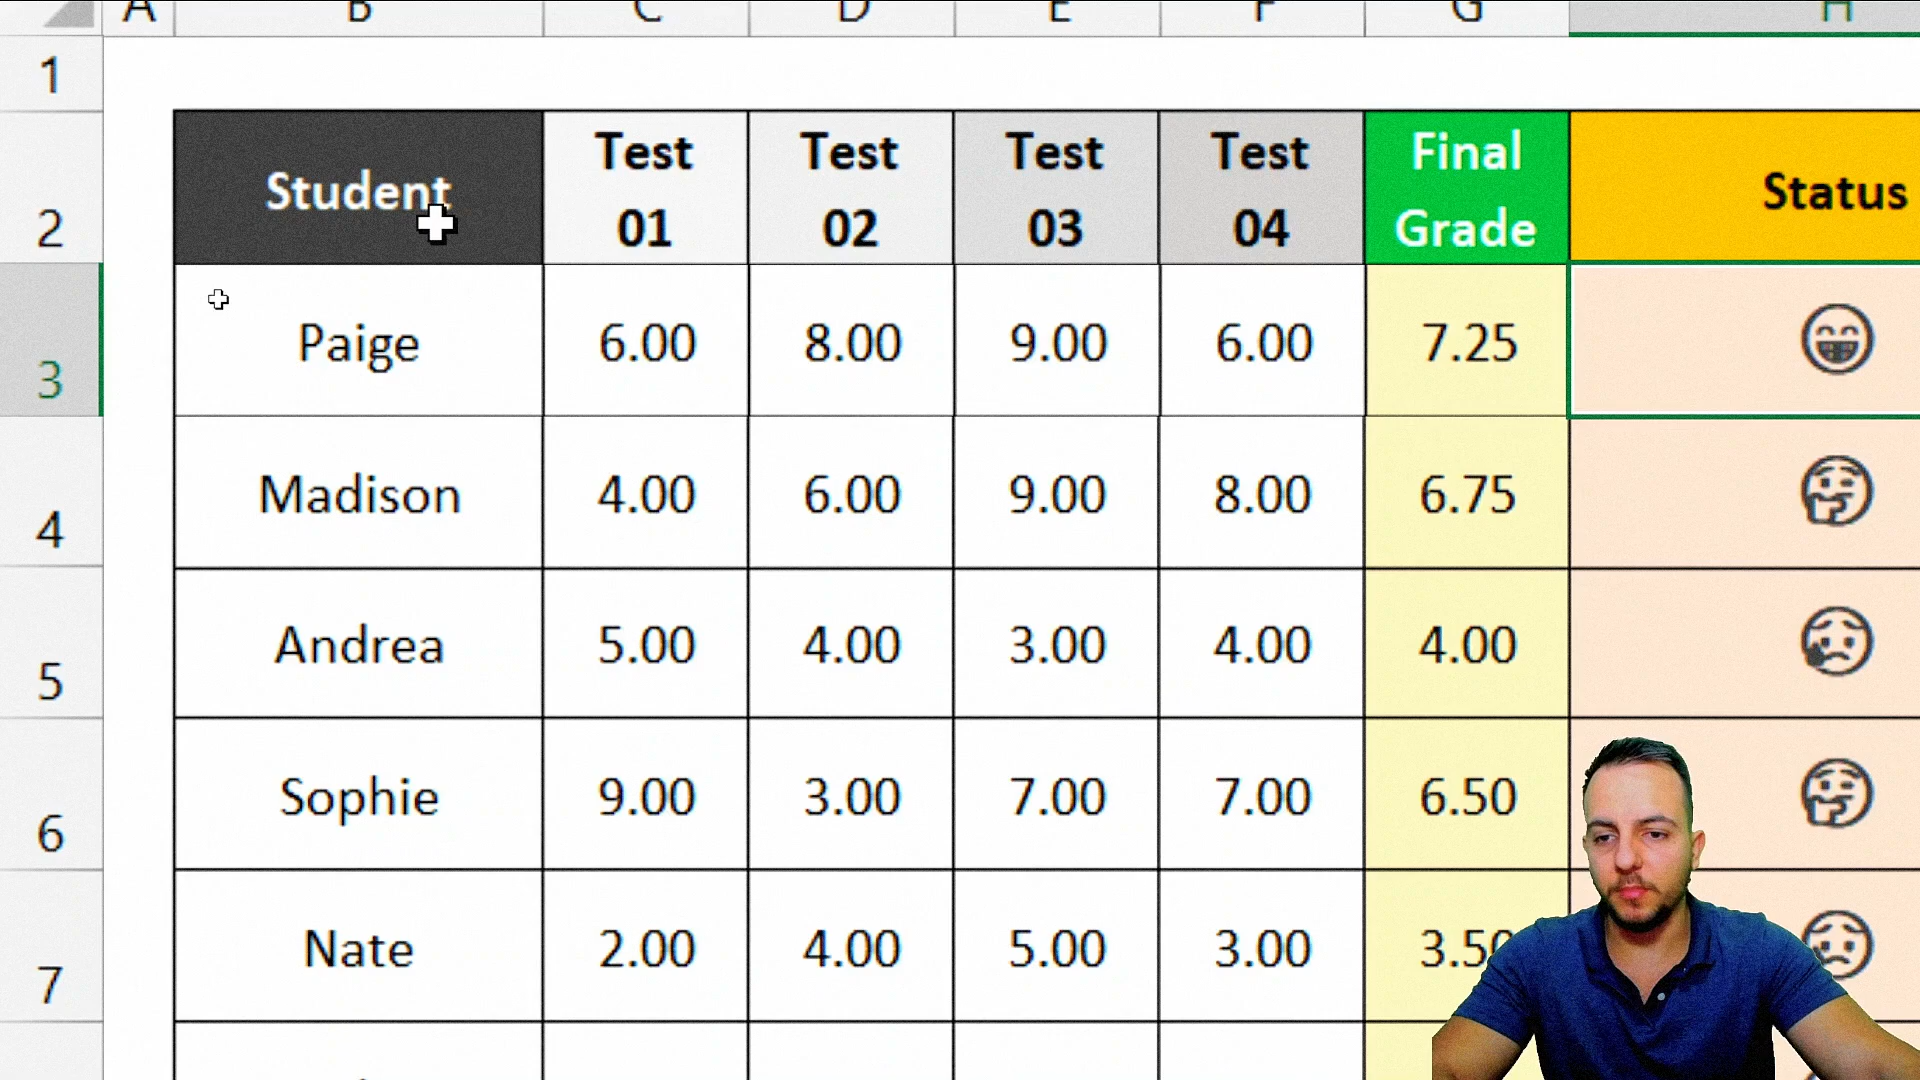 A B C D E F G H
1
2 Student Test 01 Test 02 Test 03 Test 04 Final Grade Status
3 Paige 6.00 8.00 9.00 6.00 7.25
4 Madison 4.00 6.00 9.00 8.00 6.75
5 Andrea 5.00 4.00 3.00 4.00 4.00
6 Sophie 9.00 3.00 7.00 7.00 6.50
7 Nate 2.00 4.00 5.00 3.00 3.50